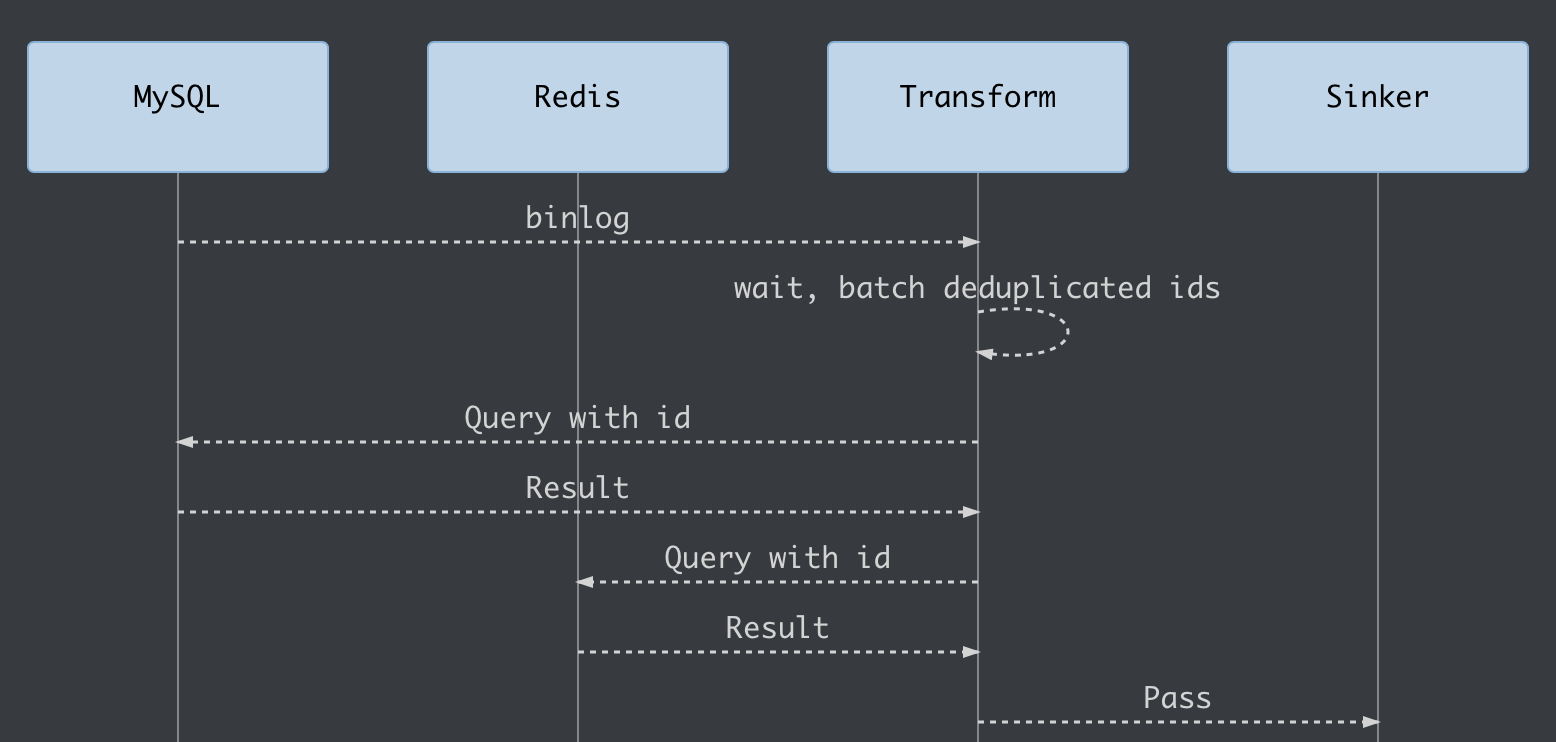 MySQL
Redis
Transform
Sinker
binlog
wait, batch deduplicated ids
Query with id
Result
Query with id
Result
Pass